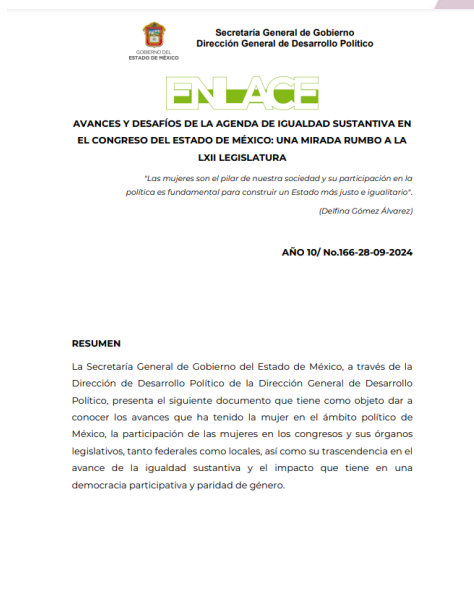 Secretaría General de Gobierno
Dirección General de Desarrollo Político
GOBIERNO DEL
ESTADO DE MÉXICO
ENLACE
AVANCES Y DESAFÍOS DE LA AGENDA DE IGUALDAD SUSTANTIVA EN
EL CONGRESO DEL ESTADO DE MÉXICO: UNA MIRADA RUMBO A LA
LXII LEGISLATURA
"Las mujeres son el pilar de nuestra sociedad y su participación en la
política es fundamental para construir un Estado más justo e igualitario".
(Delfina Gómez Álvarez)
AÑO 10/ No.166-28-09-2024
RESUMEN
La Secretaría General de Gobierno del Estado de México, a través de la
Dirección de Desarrollo Político de la Dirección General de Desarrollo
Político, presenta el siguiente documento que tiene como objeto dar a
conocer los avances que ha tenido la mujer en el ámbito político de
México, la participación de las mujeres en los congresos y sus órganos
legislativos, tanto federales como locales, así como su trascendencia en el
avance de la igualdad sustantiva y el impacto que tiene en una
democracia participativa y paridad de género.